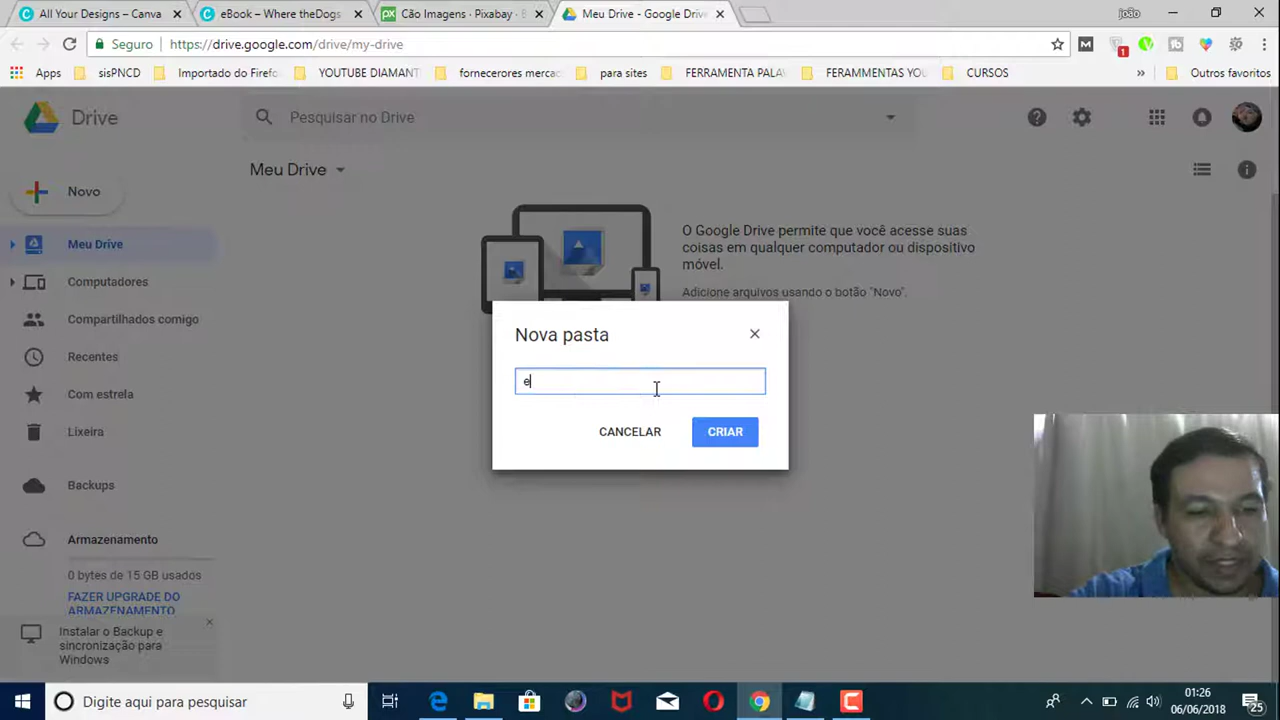 All Your Designs – Canva
eBook – Where theDogs
Cão Imagens · Pixabay · B
Meu Drive - Google Drive
joão
Seguro
https://drive.google.com/drive/my-drive
1
Apps
sisPNCD
Importado do Firefo
YOUTUBE DIAMANT
fornecerores mercad
para sites
FERRAMENTA PALAV
FERAMMENTAS YOU
CURSOS
»
Outros favoritos
Drive
Pesquisar no Drive
Novo
Meu Drive
Meu Drive
Computadores
Compartilhados comigo
Recentes
Com estrela
Lixeira
Backups
Armazenamento
0 bytes de 15 GB usados
FAZER UPGRADE DO
ARMAZENAMENTO
Instalar o Backup e
sincronização para
Windows
O Google Drive permite que você acesse suas
coisas em qualquer computador ou dispositivo
móvel.
Adicione arquivos usando o botão "Novo".
Nova pasta
e
CANCELAR
CRIAR
Digite aqui para pesquisar
01:26
06/06/2018
25